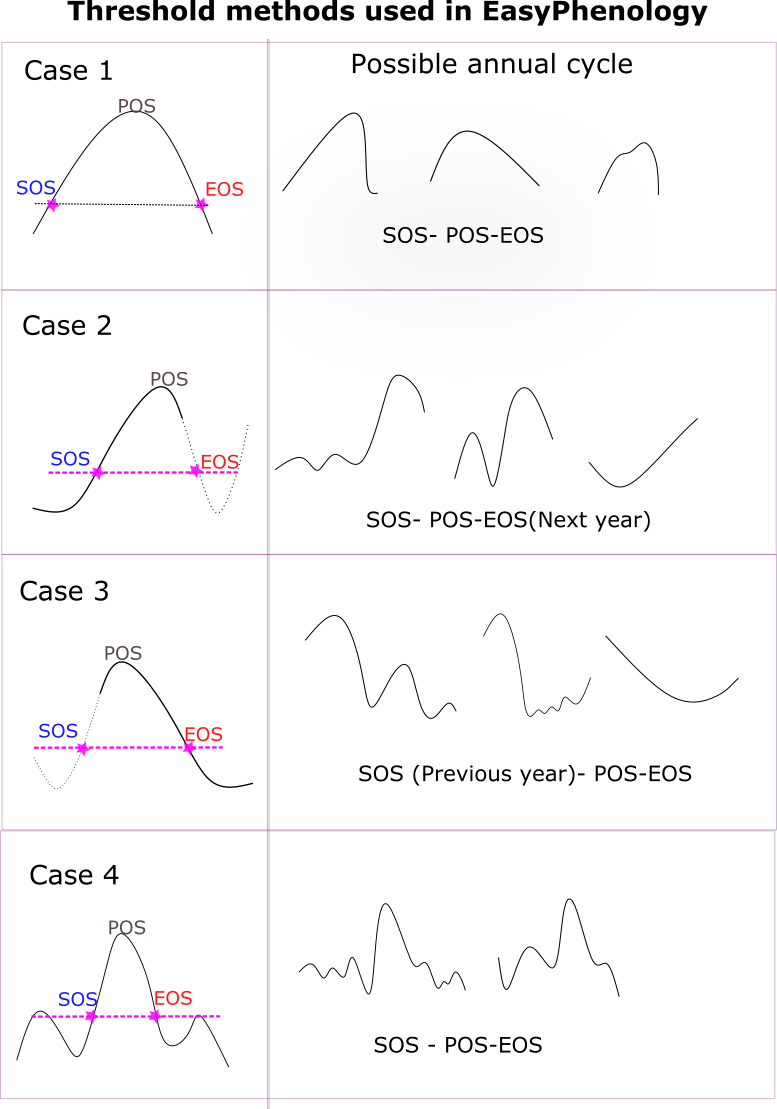 Threshold methods used in EasyPhenology
Case 1
Possible annual cycle
POS
SOS
EOS
SOS- POS-EOS
Case 2
POS
SOS
EOS
SOS- POS-EOS(Next year)
Case 3
POS
SOS
EOS
SOS (Previous year)- POS-EOS
Case 4
POS
SOS
EOS
SOS - POS-EOS